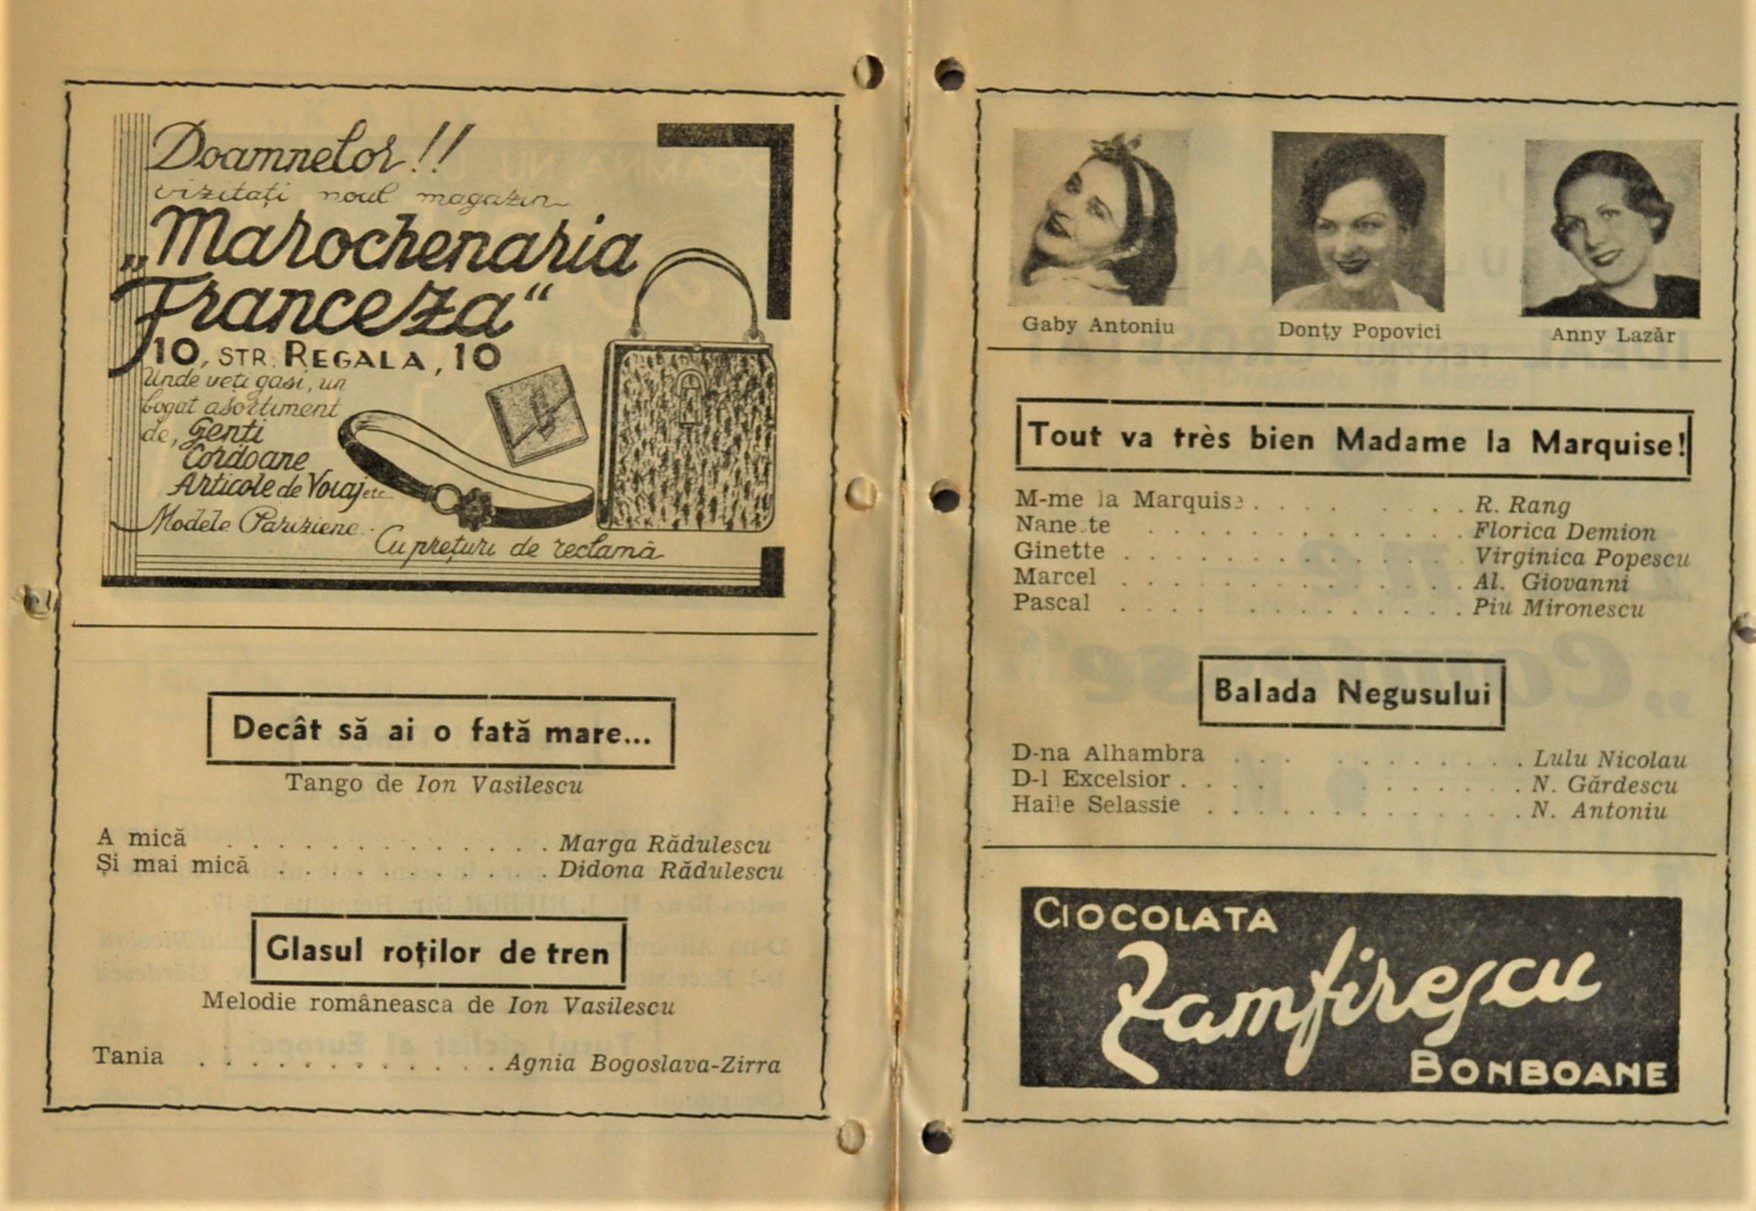 Doamnelor!!
vizitați noul magazin
„Marochenaria
Franceza"
10, STR. REGALA, 10
Unde veți gasi, un
bogat asortiment
de, Genti
Cordoane
Articole de Voiaj etc.
Modele Pariziene.
Cu prețuri de reclamă
Decât să ai o fată mare...
Tango de Ion Vasilescu
A mică . . . . . . . . . . . . . Marga Rădulescu
Și mai mică . . . . . . . . . . . Didona Rădulescu
Glasul roților de tren
Melodie româneasca de Ion Vasilescu
Tania . . . . . . . . . . . . Agnia Bogoslava-Zirra
Gaby Antoniu
Donty Popovici
Anny Lazăr
Tout va très bien Madame la Marquise!
M-me la Marquise . . . . . . . . R. Rang
Nanette . . . . . . . . . . . . . Florica Demion
Ginette . . . . . . . . . . . . . Virginica Popescu
Marcel . . . . . . . . . . . . . Al. Giovanni
Pascal . . . . . . . . . . . . . Piu Mironescu
Balada Negusului
D-na Alhambra . . . . . . . . . . Lulu Nicolau
D-l Excelsior . . . . . . . . . . N. Gărdescu
Haile Selassie . . . . . . . . . . . . . N. Antoniu
CIOCOLATA
Zamfirescu
BONBOANE